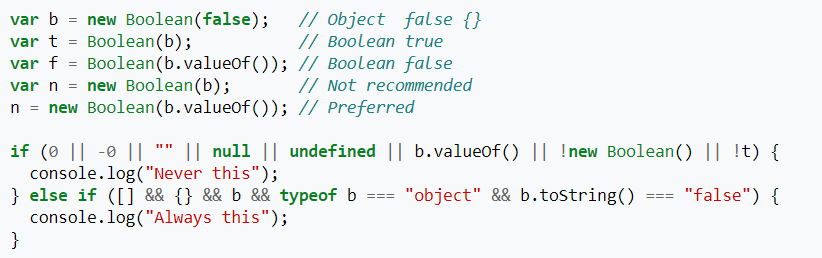 var b = new Boolean(false);   // Object  false {}
var t = Boolean(b);           // Boolean true
var f = Boolean(b.valueOf()); // Boolean false
var n = new Boolean(b);       // Not recommended
n = new Boolean(b.valueOf()); // Preferred

if (0 || -0 || "" || null || undefined || b.valueOf() || !new Boolean() || !t) {
  console.log("Never this");
} else if ([] && {} && b && typeof b === "object" && b.toString() === "false") {
  console.log("Always this");
}